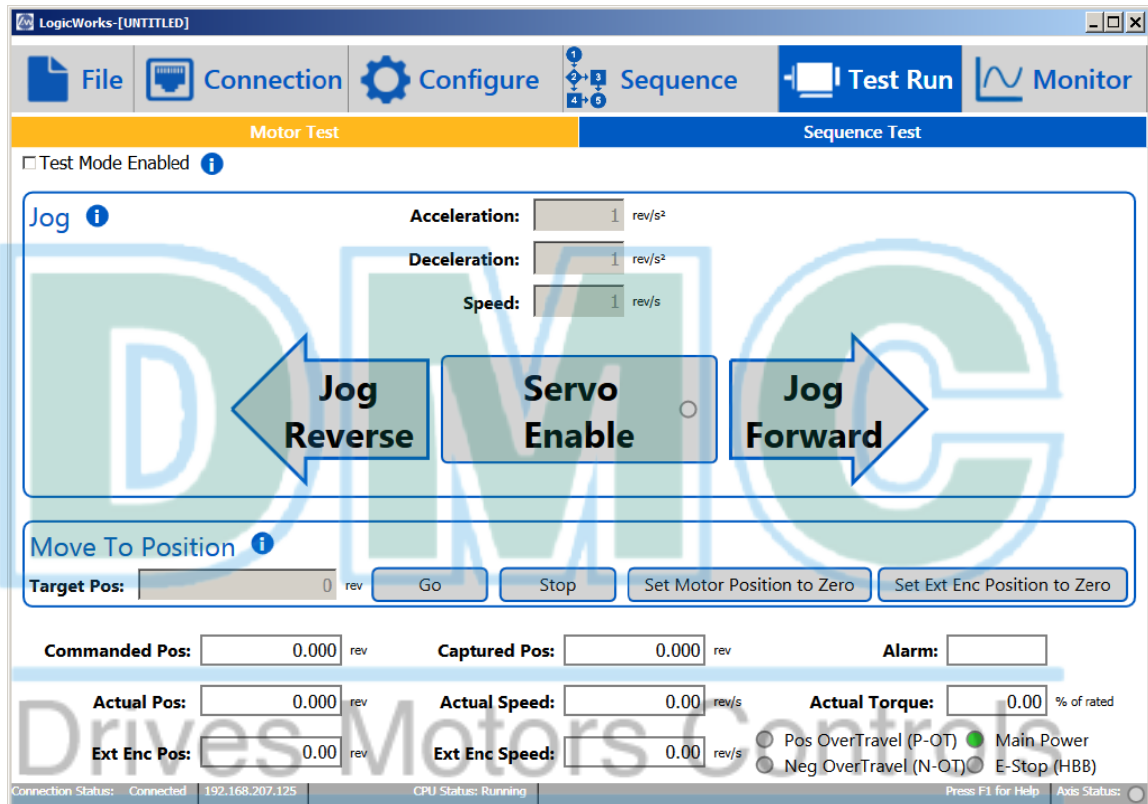 LogicWorks-[UNTITLED]
File Connection Configure 1 2 3 4 5 Sequence Test Run Monitor
Motor Test Sequence Test
Test Mode Enabled i
Jog i
Acceleration: 1 rev/s²
Deceleration: 1 rev/s²
Speed: 1 rev/s
DMC
Jog Reverse
Servo Enable
Jog Forward
Move To Position i
Target Pos: 0 rev Go Stop Set Motor Position to Zero Set Ext Enc Position to Zero
Commanded Pos: 0.000 rev Captured Pos: 0.000 rev Alarm:
Actual Pos: 0.000 rev Actual Speed: 0.00 rev/s Actual Torque: 0.00 % of rated
Drives Motors Controls
Pos OverTravel (P-OT) Main Power
Ext Enc Pos: 0.00 rev Ext Enc Speed: 0.00 rev/s
Neg OverTravel (N-OT) E-Stop (HBB)
Connection Status: Connected 192.168.207.125 CPU Status: Running Press F1 for Help Axis Status: